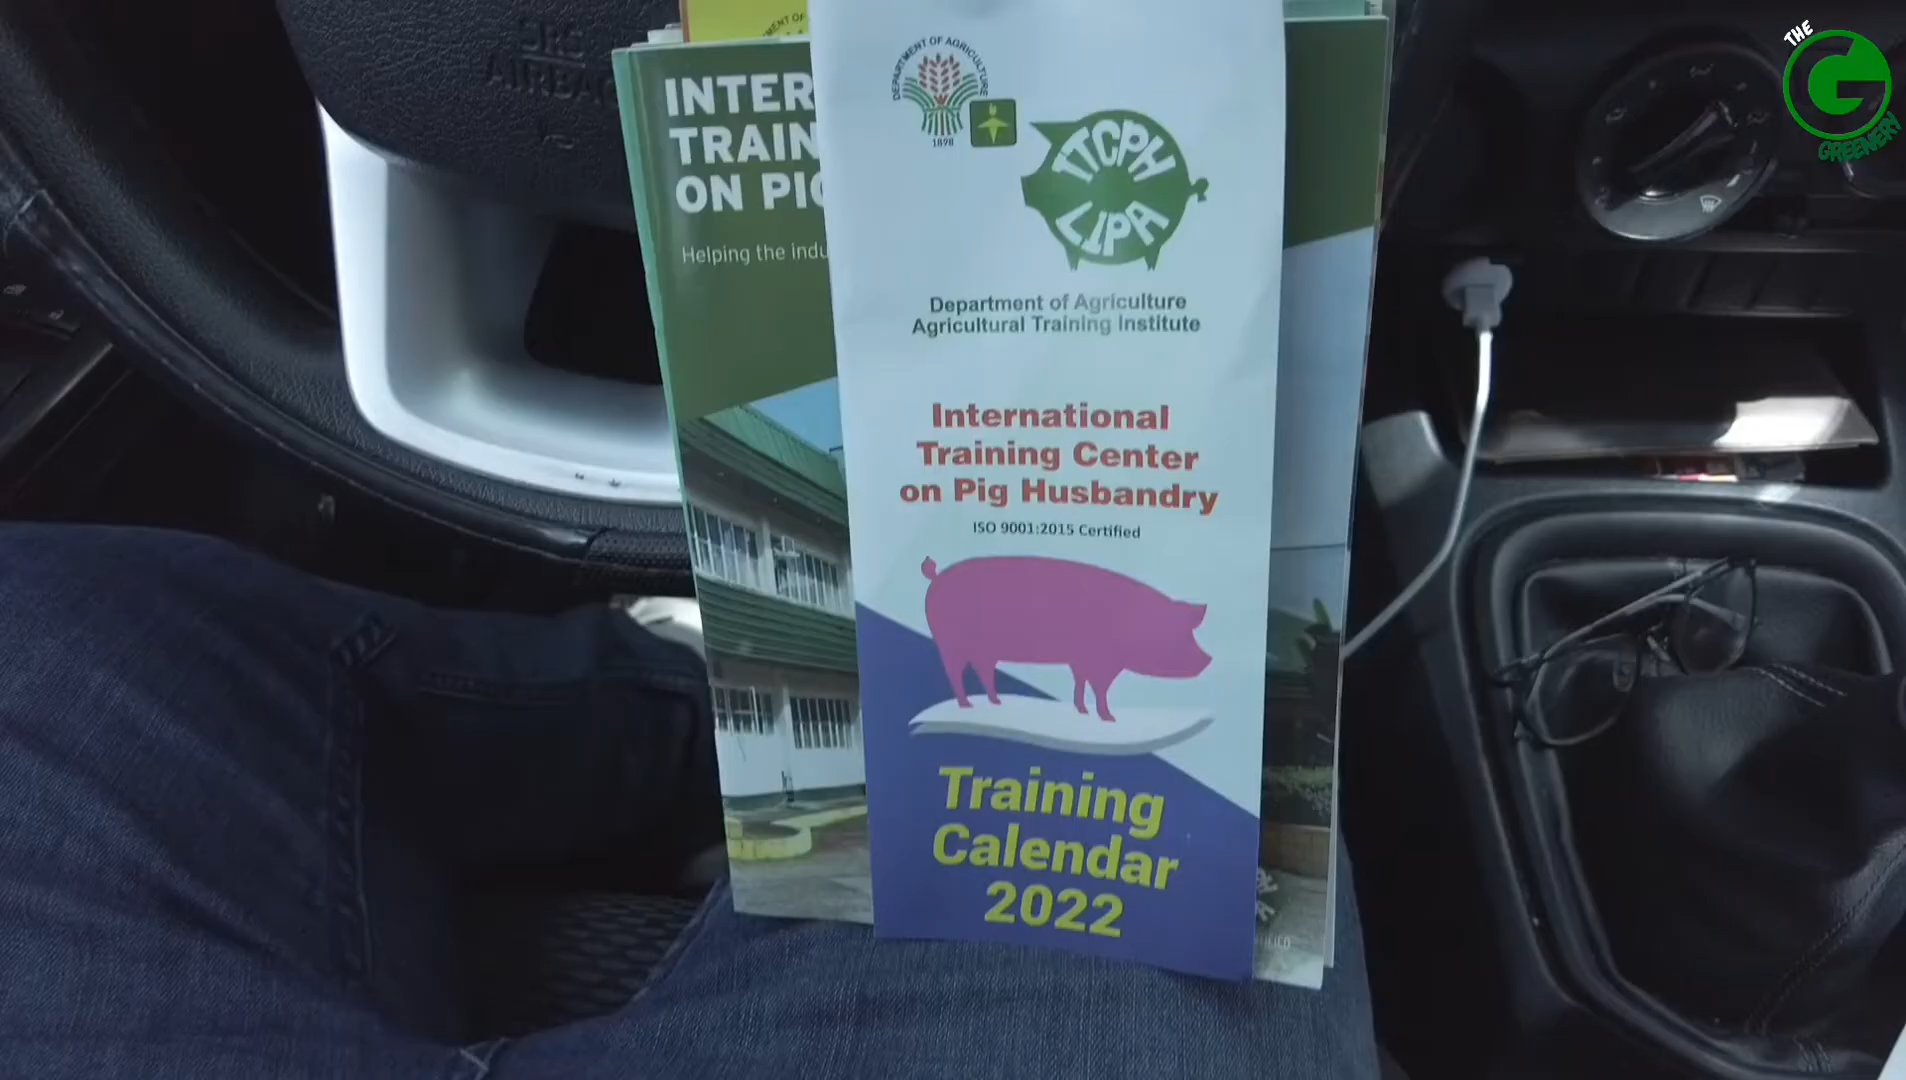 THE
GREENERY
SRS
AIRBAG
INTER
TRAIN
ON PIG
Helping the indu
DEPARTMENT OF AGRICULTURE
1898
ITCPH
LIPA
Department of Agriculture
Agricultural Training Institute
International
Training Center
on Pig Husbandry
ISO 9001:2015 Certified
Training
Calendar
2022